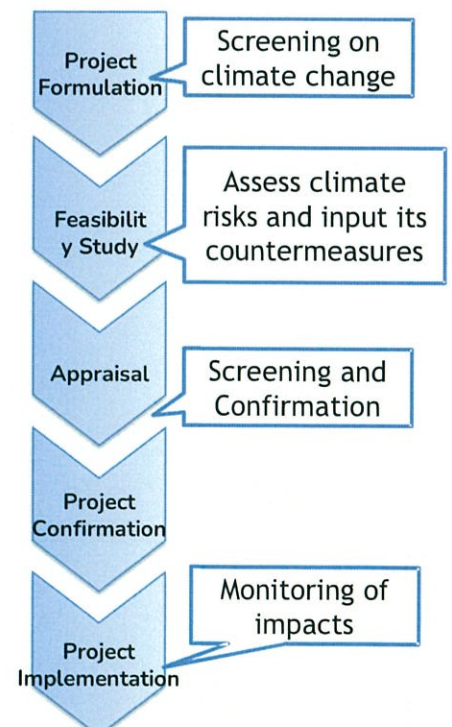 Project
Formulation
Screening on
climate change
Feasibilit
y Study
Assess climate
risks and input its
countermeasures
Appraisal
Screening and
Confirmation
Project
Confirmation
Monitoring of
impacts
Project
Implementation